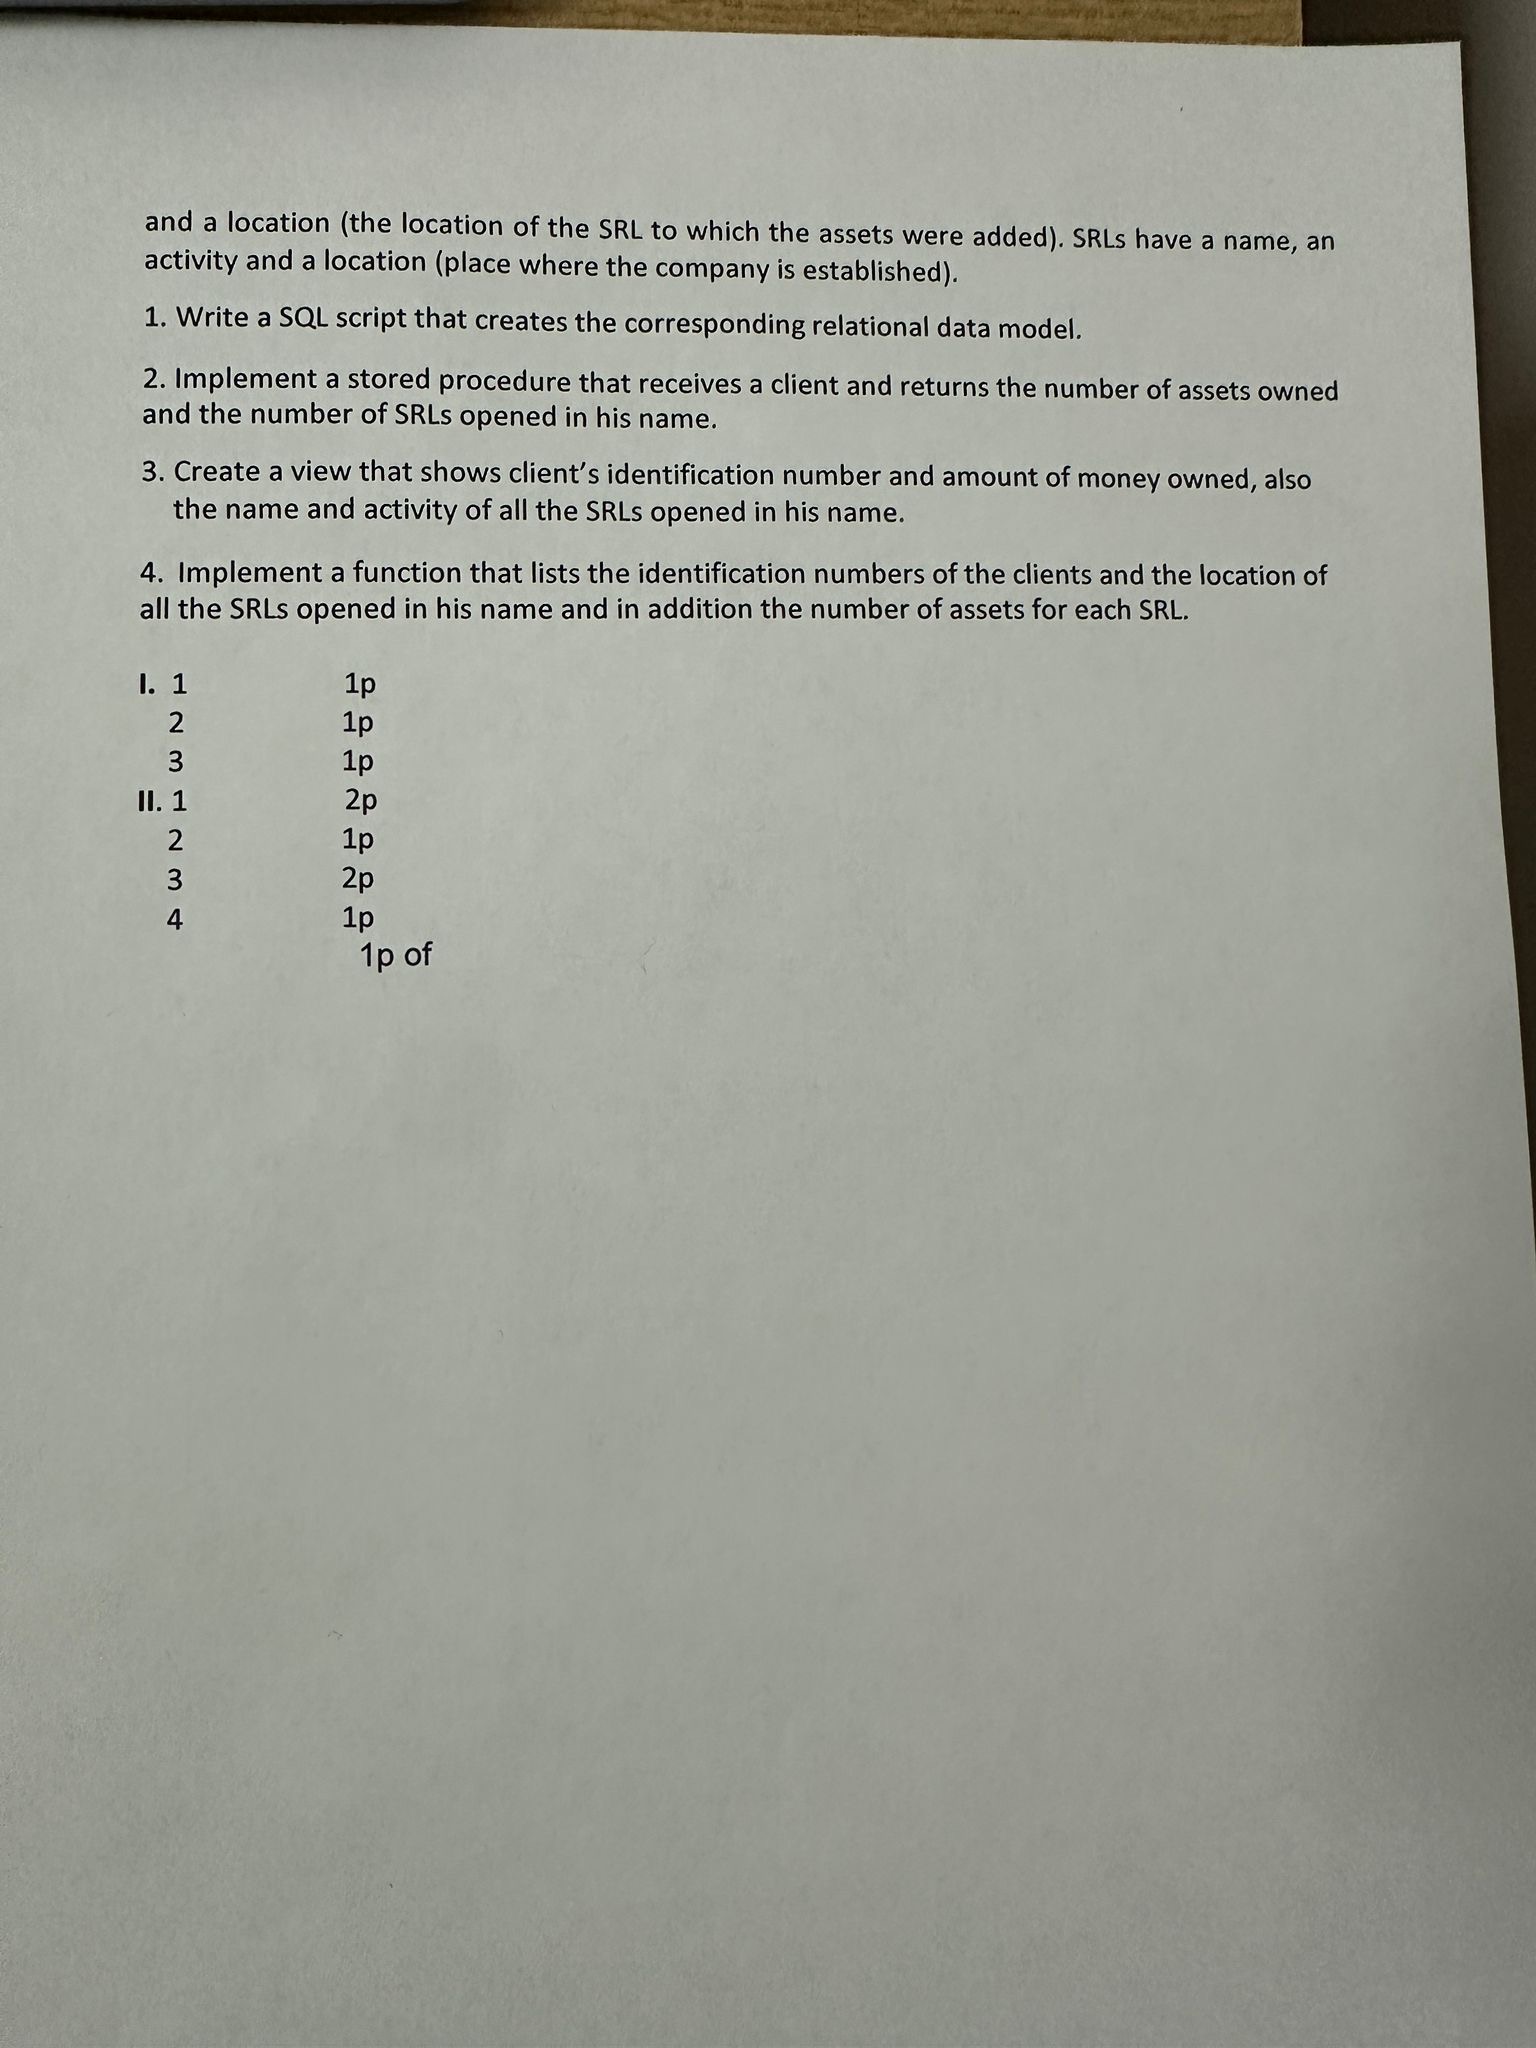 and a location (the location of the SRL to which the assets were added). SRLs have a name, an
activity and a location (place where the company is established).
1. Write a SQL script that creates the corresponding relational data model.
2. Implement a stored procedure that receives a client and returns the number of assets owned
and the number of SRLs opened in his name.
3. Create a view that shows client's identification number and amount of money owned, also
the name and activity of all the SRLs opened in his name.
4. Implement a function that lists the identification numbers of the clients and the location of
all the SRLs opened in his name and in addition the number of assets for each SRL.
I. 1 1p
2 1p
3 1p
II. 1 2p
2 1p
3 2p
4 1p
1p of